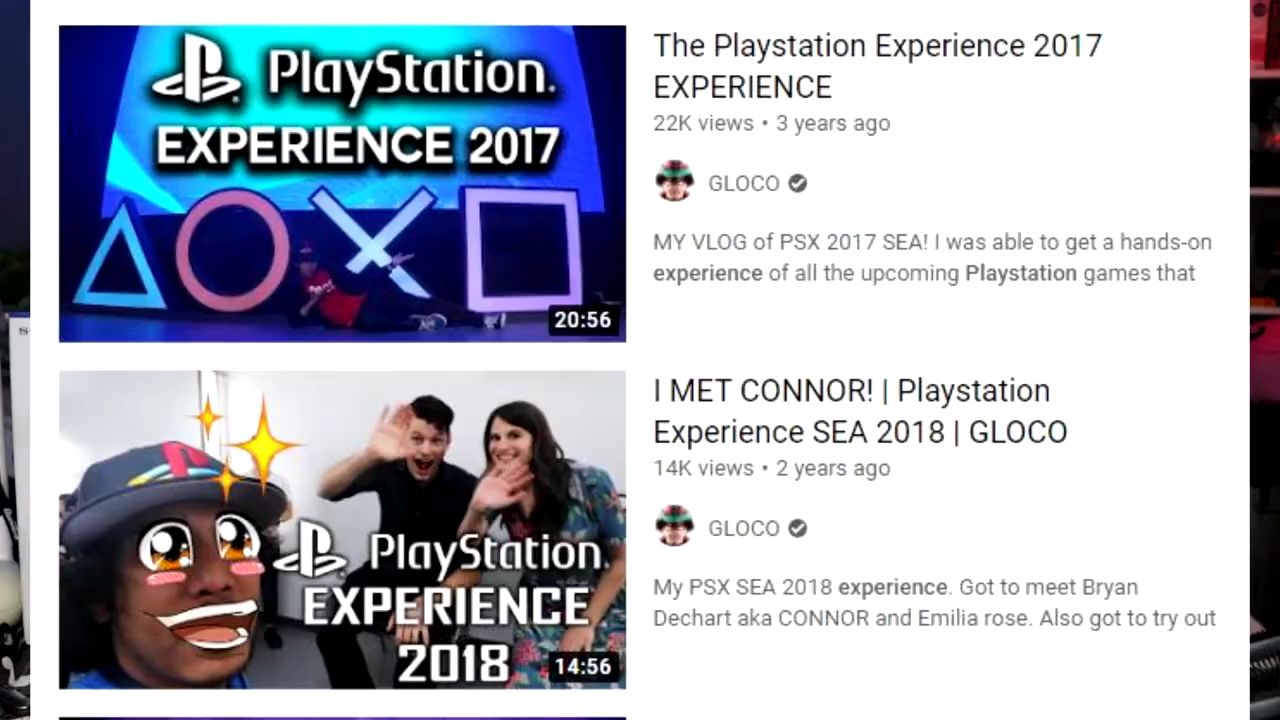 PlayStation.
EXPERIENCE 2017
20:56
The Playstation Experience 2017
EXPERIENCE
22K views • 3 years ago
GLOCO
MY VLOG of PSX 2017 SEA! I was able to get a hands-on
experience of all the upcoming Playstation games that
PlayStation.
EXPERIENCE
2018
14:56
I MET CONNOR! | Playstation
Experience SEA 2018 | GLOCO
14K views • 2 years ago
GLOCO
My PSX SEA 2018 experience. Got to meet Bryan
Dechart aka CONNOR and Emilia rose. Also got to try out